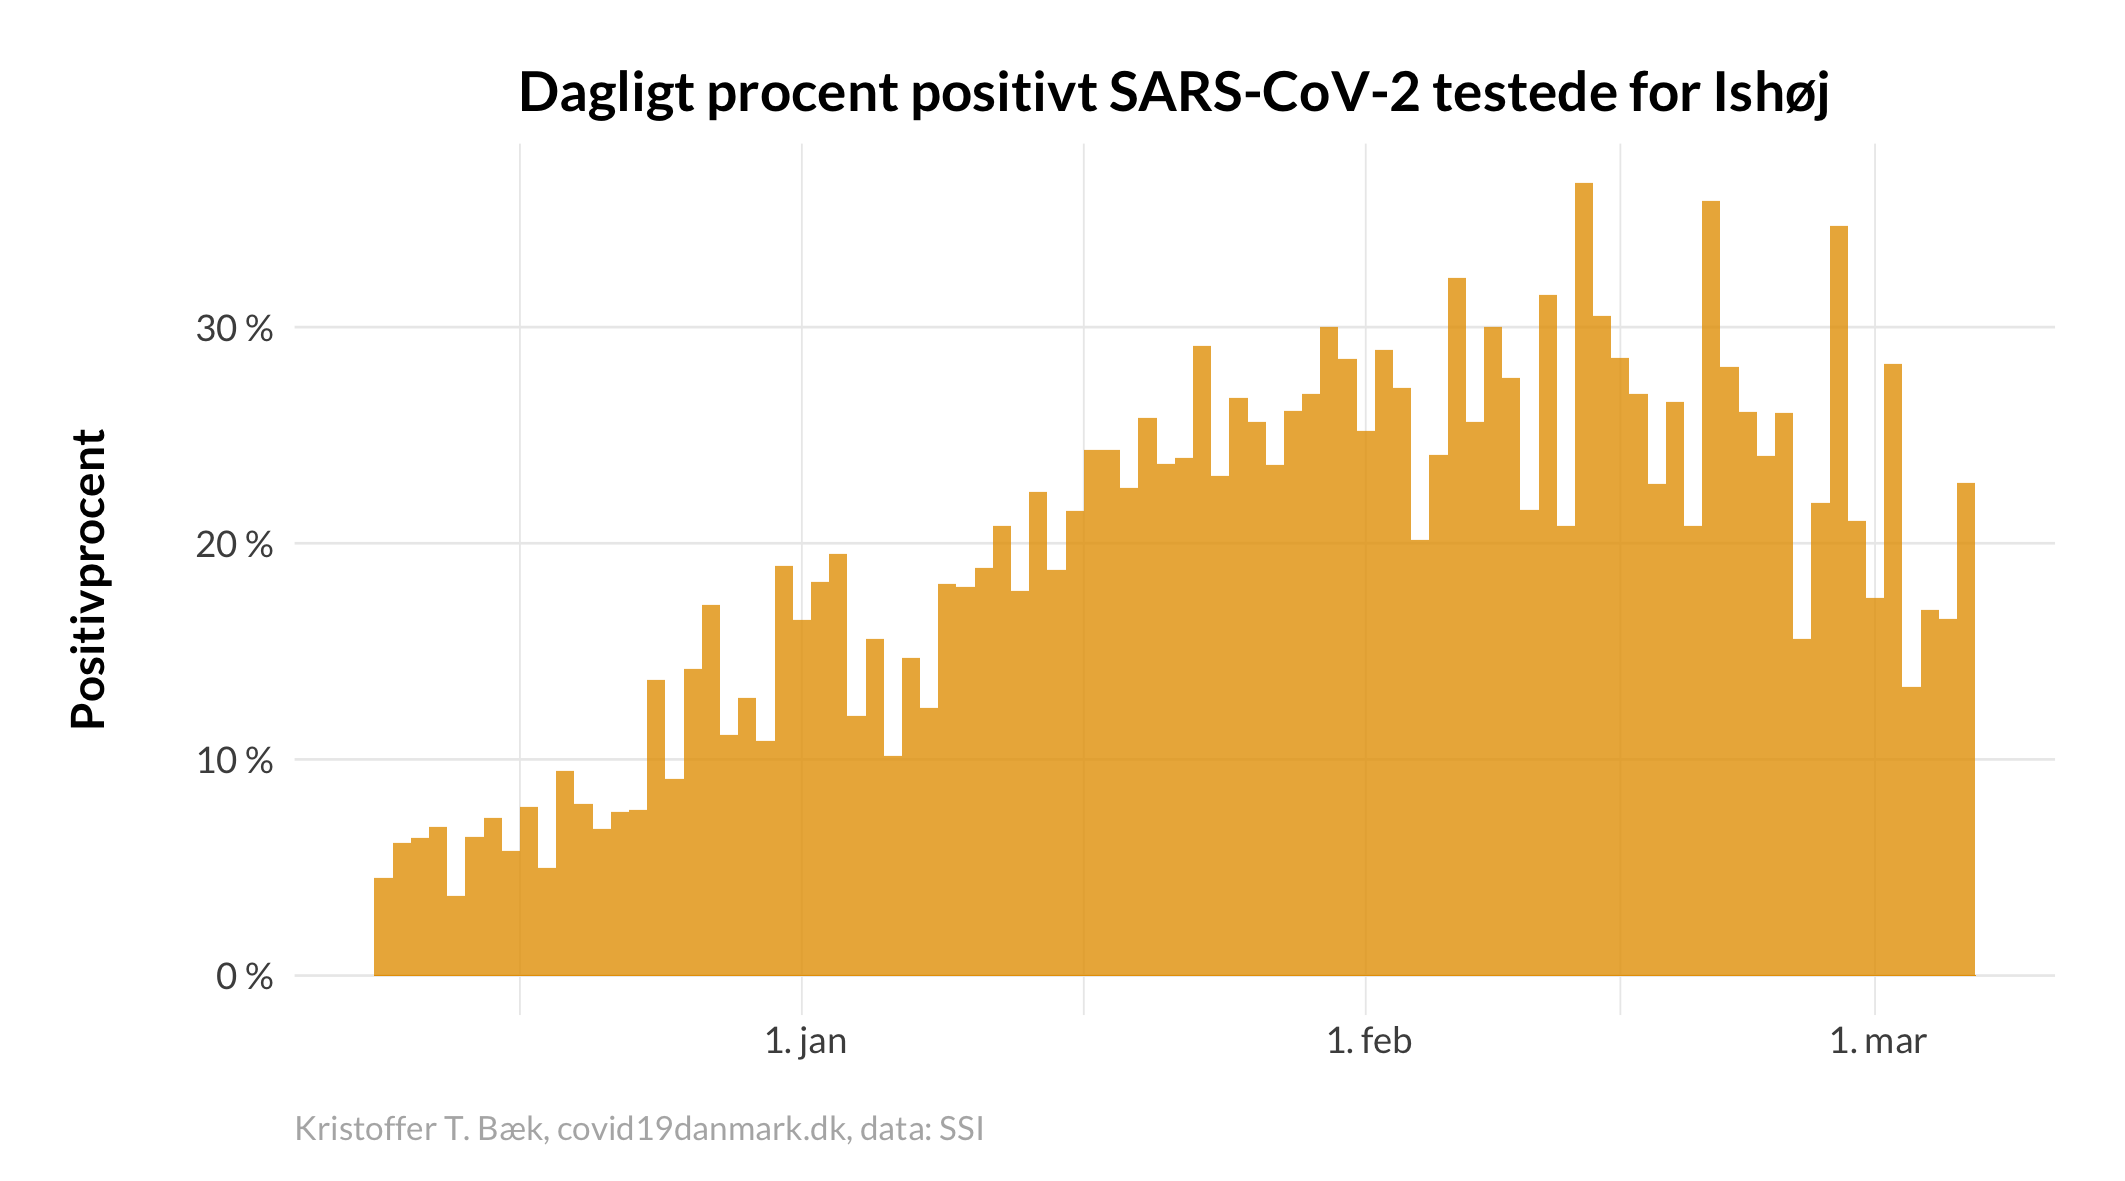 Dagligt procent positivt SARS-CoV-2 testede for Ishøj
Positivprocent
30 %
20 %
10 %
0 %
1. jan
1. feb
1. mar
Kristoffer T. Bæk, covid19danmark.dk, data: SSI